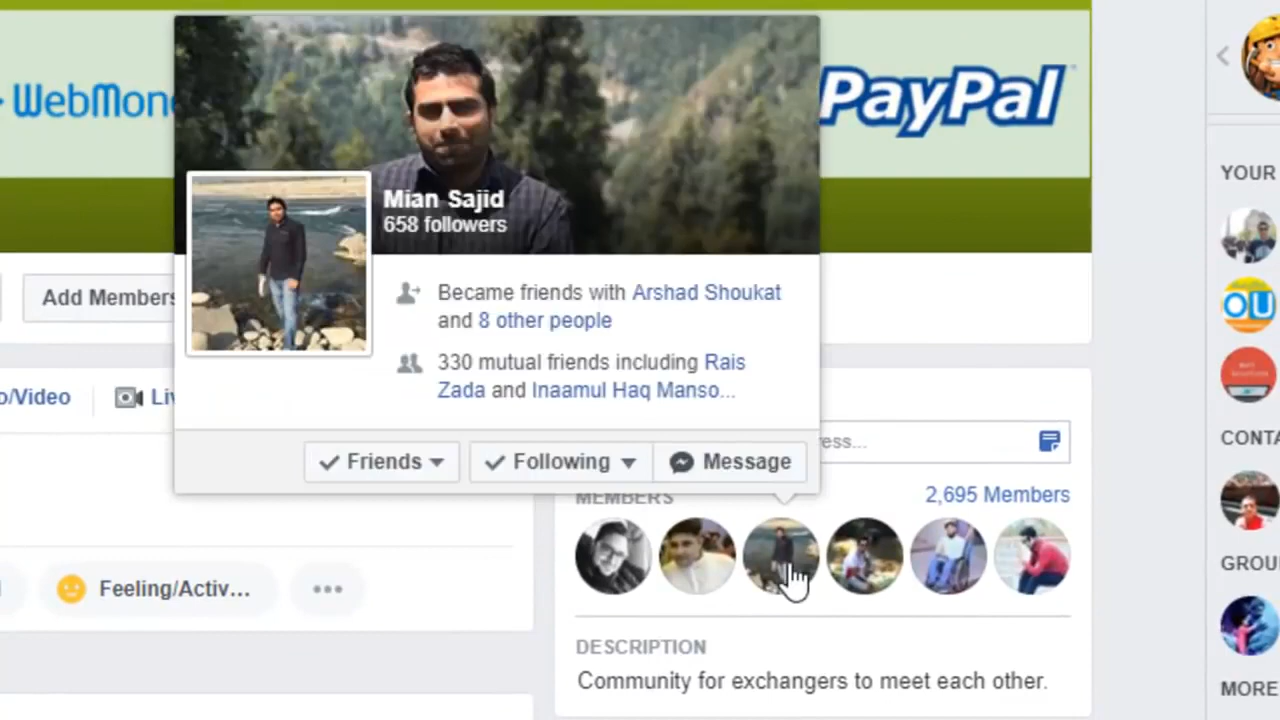 WebMon
PayPal
Mian Sajid
658 followers
Became friends with Arshad Shoukat
and 8 other people
330 mutual friends including Rais
Zada and Inaamul Haq Manso...
Friends
Following
Message
Add Members
o/Video
Liv
ress...
MEMBERS
2,695 Members
Feeling/Activ...
DESCRIPTION
Community for exchangers to meet each other.
YOUR
OU
CONTA
GROU
MORE